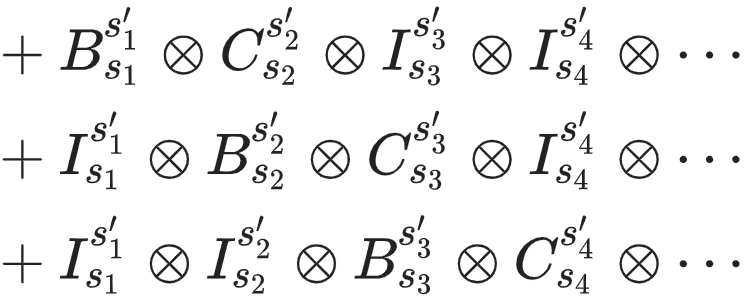 + B_{s_1}^{s'_1} ⊗ C_{s_2}^{s'_2} ⊗ I_{s_3}^{s'_3} ⊗ I_{s_4}^{s'_4} ⊗ ⋯
+ I_{s_1}^{s'_1} ⊗ B_{s_2}^{s'_2} ⊗ C_{s_3}^{s'_3} ⊗ I_{s_4}^{s'_4} ⊗ ⋯
+ I_{s_1}^{s'_1} ⊗ I_{s_2}^{s'_2} ⊗ B_{s_3}^{s'_3} ⊗ C_{s_4}^{s'_4} ⊗ ⋯